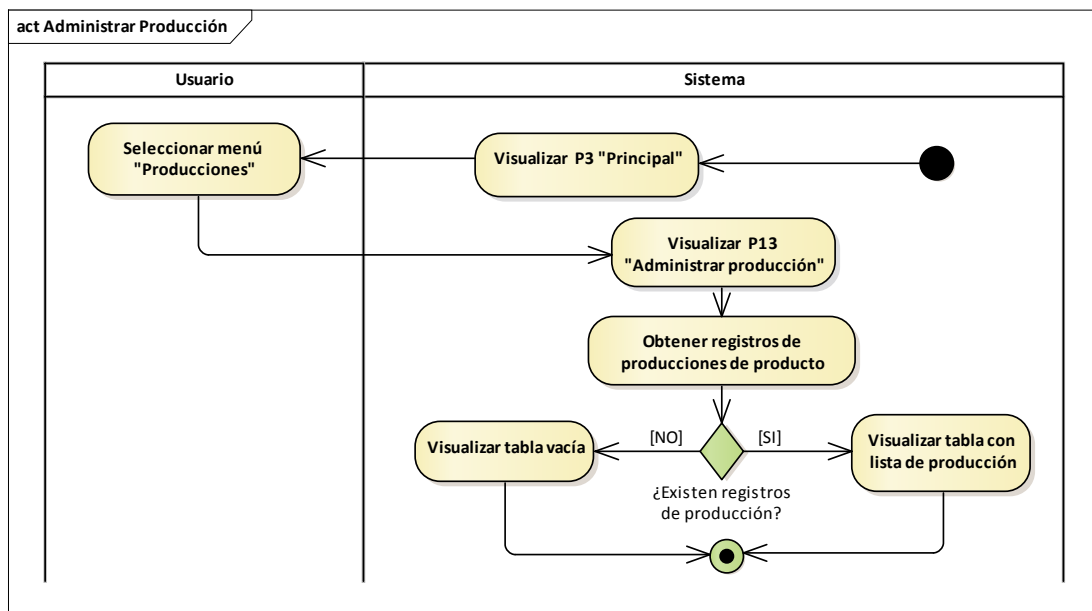 act Administrar Producción
Usuario
Sistema
Seleccionar menú
"Producciones"
Visualizar P3 "Principal"
Visualizar P13
"Administrar producción"
Obtener registros de
producciones de producto
Visualizar tabla vacía
[NO]
[SI]
Visualizar tabla con
lista de producción
¿Existen registros
de producción?